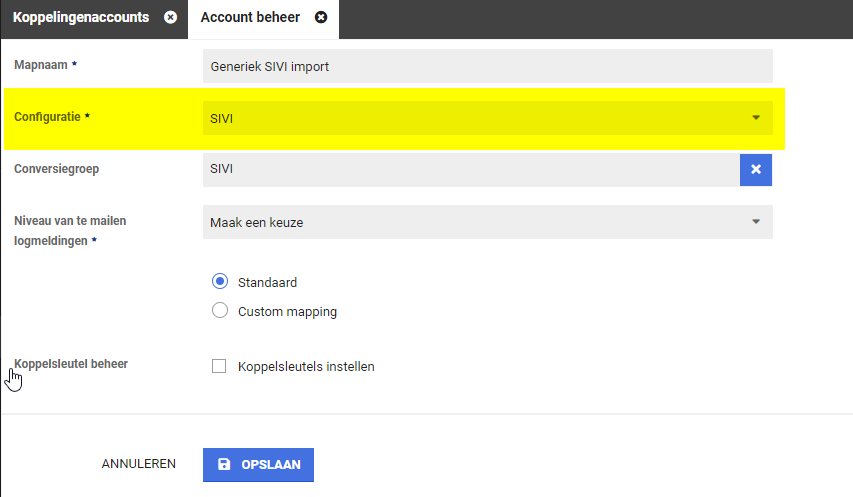 Koppelingenaccounts
Account beheer
Mapnaam *
Generiek SIVI import
Configuratie *
SIVI
Conversiegroep
SIVI
Niveau van te mailen
logmeldingen *
Maak een keuze
Standaard
Custom mapping
Koppelsleutel beheer
Koppelsleutels instellen
ANNULEREN
OPSLAAN